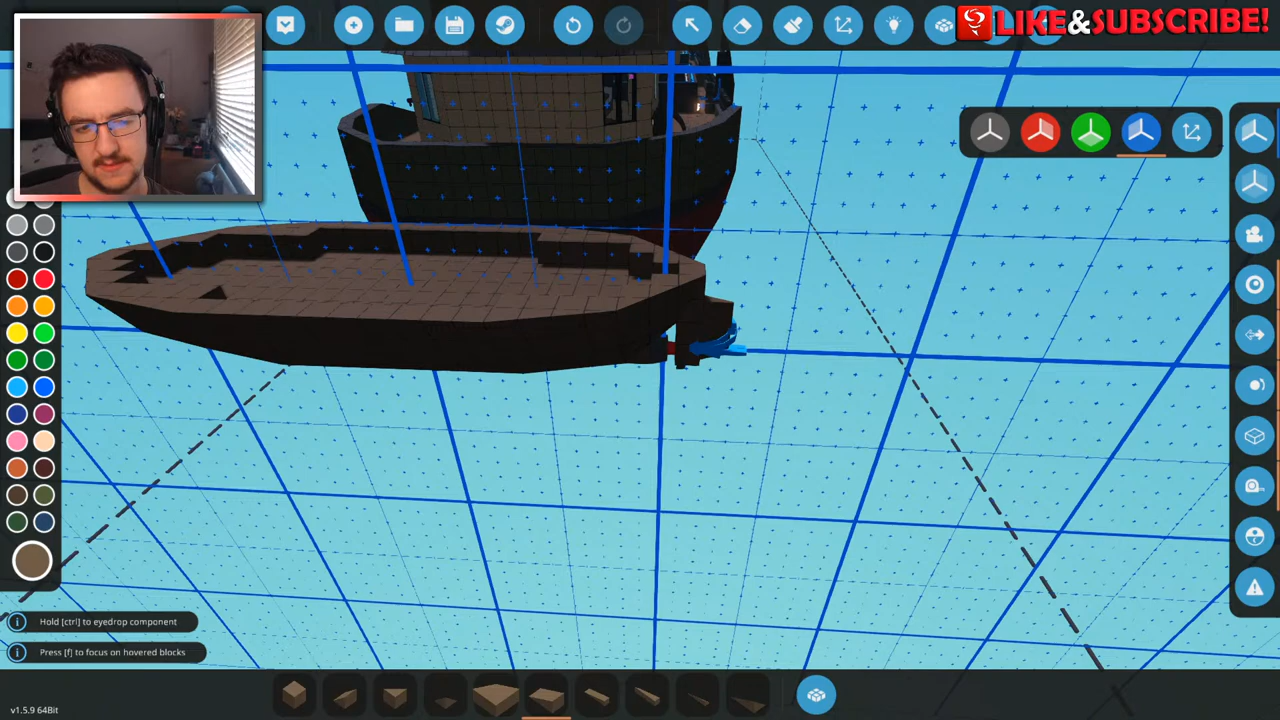 LIKE&SUBSCRIBE!
Hold [ctrl] to eyedrop component
Press [f] to focus on hovered blocks
v1.5.9 64Bit